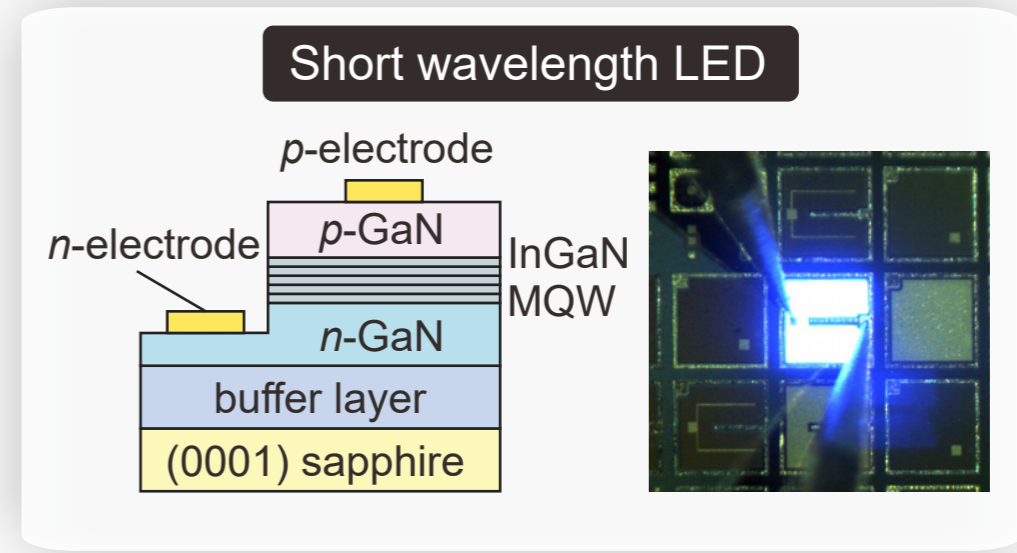 Short wavelength LED
p-electrode
n-electrode
p-GaN
InGaN
MQW
n-GaN
buffer layer
(0001) sapphire